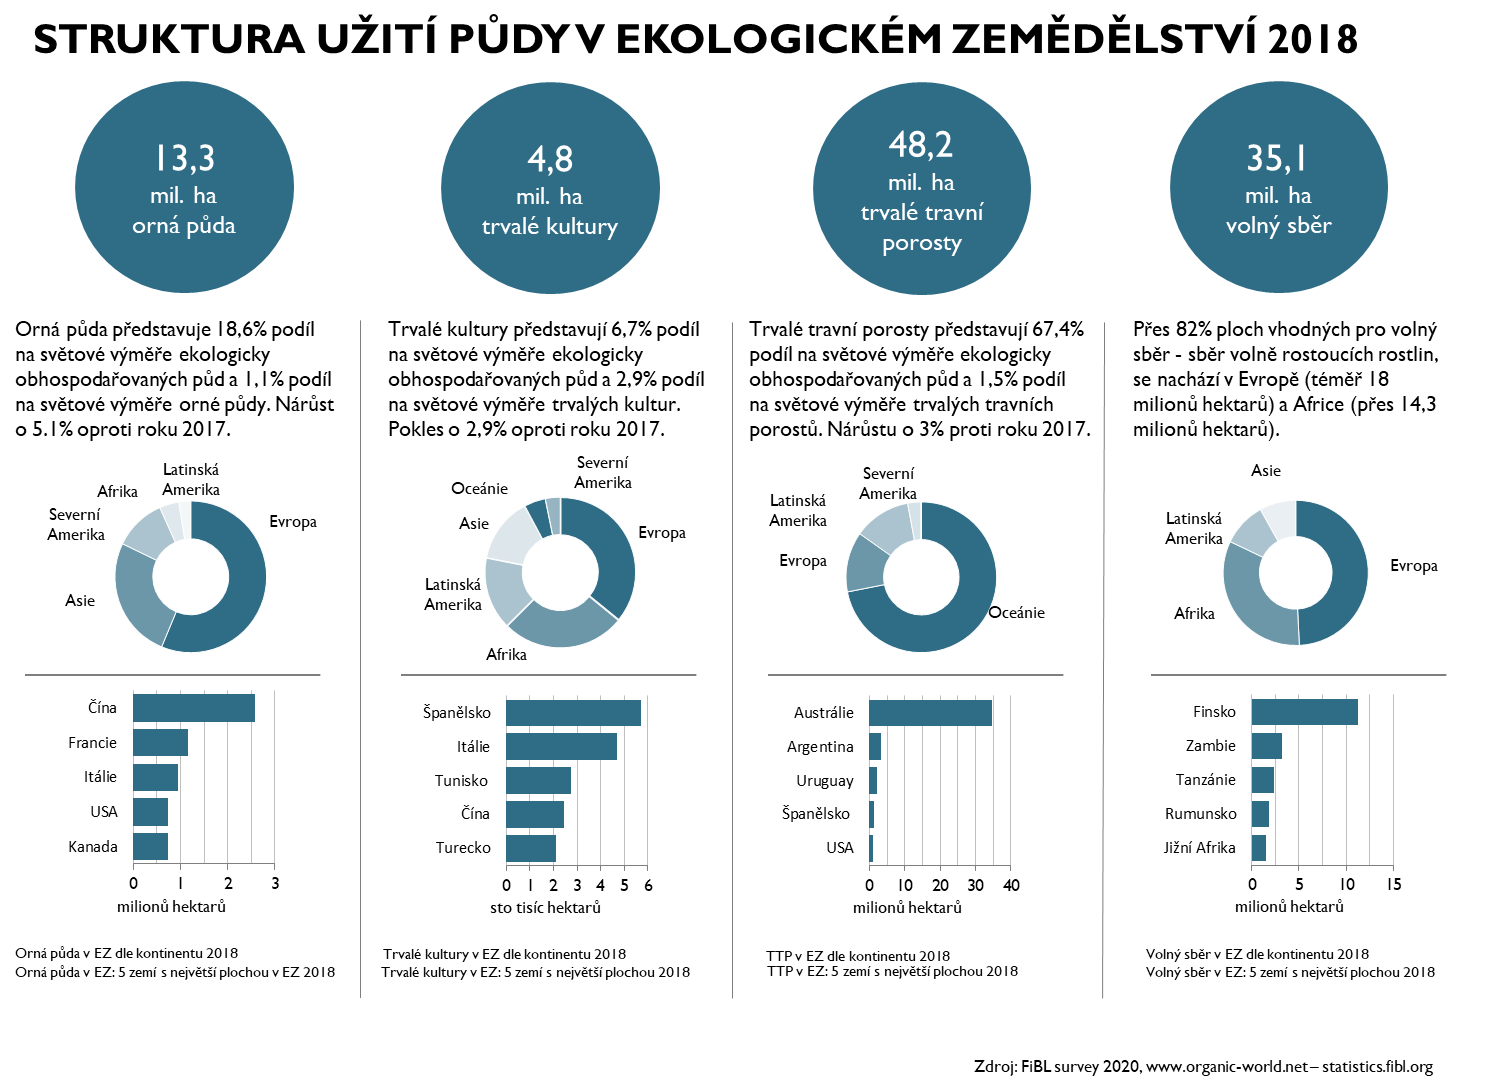 STRUKTURA UŽITÍ PŮDY V EKOLOGICKÉM ZEMĚDĚLSTVÍ 2018
13,3
mil. ha
orná půda
4,8
mil. ha
trvalé kultury
48,2
mil. ha
trvalé travní
porosty
35,1
mil. ha
volný sběr
Orná půda představuje 18,6% podíl
na světové výměře ekologicky
obhospodařovaných půd a 1,1% podíl
na světové výměře orné půdy. Nárůst
o 5.1% oproti roku 2017.
Latinská
Amerika
Afrika
Severní
Amerika
Evropa
Asie
Čína
Francie
Itálie
USA
Kanada
0 1 2 3
milionů hektarů
Orná půda v EZ dle kontinentu 2018
Orná půda v EZ: 5 zemí s největší plochou v EZ 2018
Trvalé kultury představují 6,7% podíl
na světové výměře ekologicky
obhospodařovaných půd a 2,9% podíl
na světové výměře trvalých kultur.
Pokles o 2,9% oproti roku 2017.
Severní
Amerika
Oceánie
Asie
Evropa
Latinská
Amerika
Afrika
Španělsko
Itálie
Tunisko
Čína
Turecko
0 1 2 3 4 5 6
sto tisíc hektarů
Trvalé kultury v EZ dle kontinentu 2018
Trvalé kultury v EZ: 5 zemí s největší plochou 2018
Trvalé travní porosty představují 67,4%
podíl na světové výměře ekologicky
obhospodařovaných půd a 1,5% podíl
na světové výměře trvalých travních
porostů. Nárůstu o 3% proti roku 2017.
Severní
Amerika
Latinská
Amerika
Evropa
Oceánie
Austrálie
Argentina
Uruguay
Španělsko
USA
0 10 20 30 40
milionů hektarů
TTP v EZ dle kontinentu 2018
TTP v EZ: 5 zemí s největší plochou 2018
Přes 82% ploch vhodných pro volný
sběr - sběr volně rostoucích rostlin,
se nachází v Evropě (téměř 18
milionů hektarů) a Africe (přes 14,3
milionů hektarů).
Asie
Latinská
Amerika
Evropa
Afrika
Finsko
Zambie
Tanzánie
Rumunsko
Jižní Afrika
0 5 10 15
milionů hektarů
Volný sběr v EZ dle kontinentu 2018
Volný sběr v EZ: 5 zemí s největší plochou 2018
Zdroj: FiBL survey 2020, www.organic-world.net – statistics.fibl.org